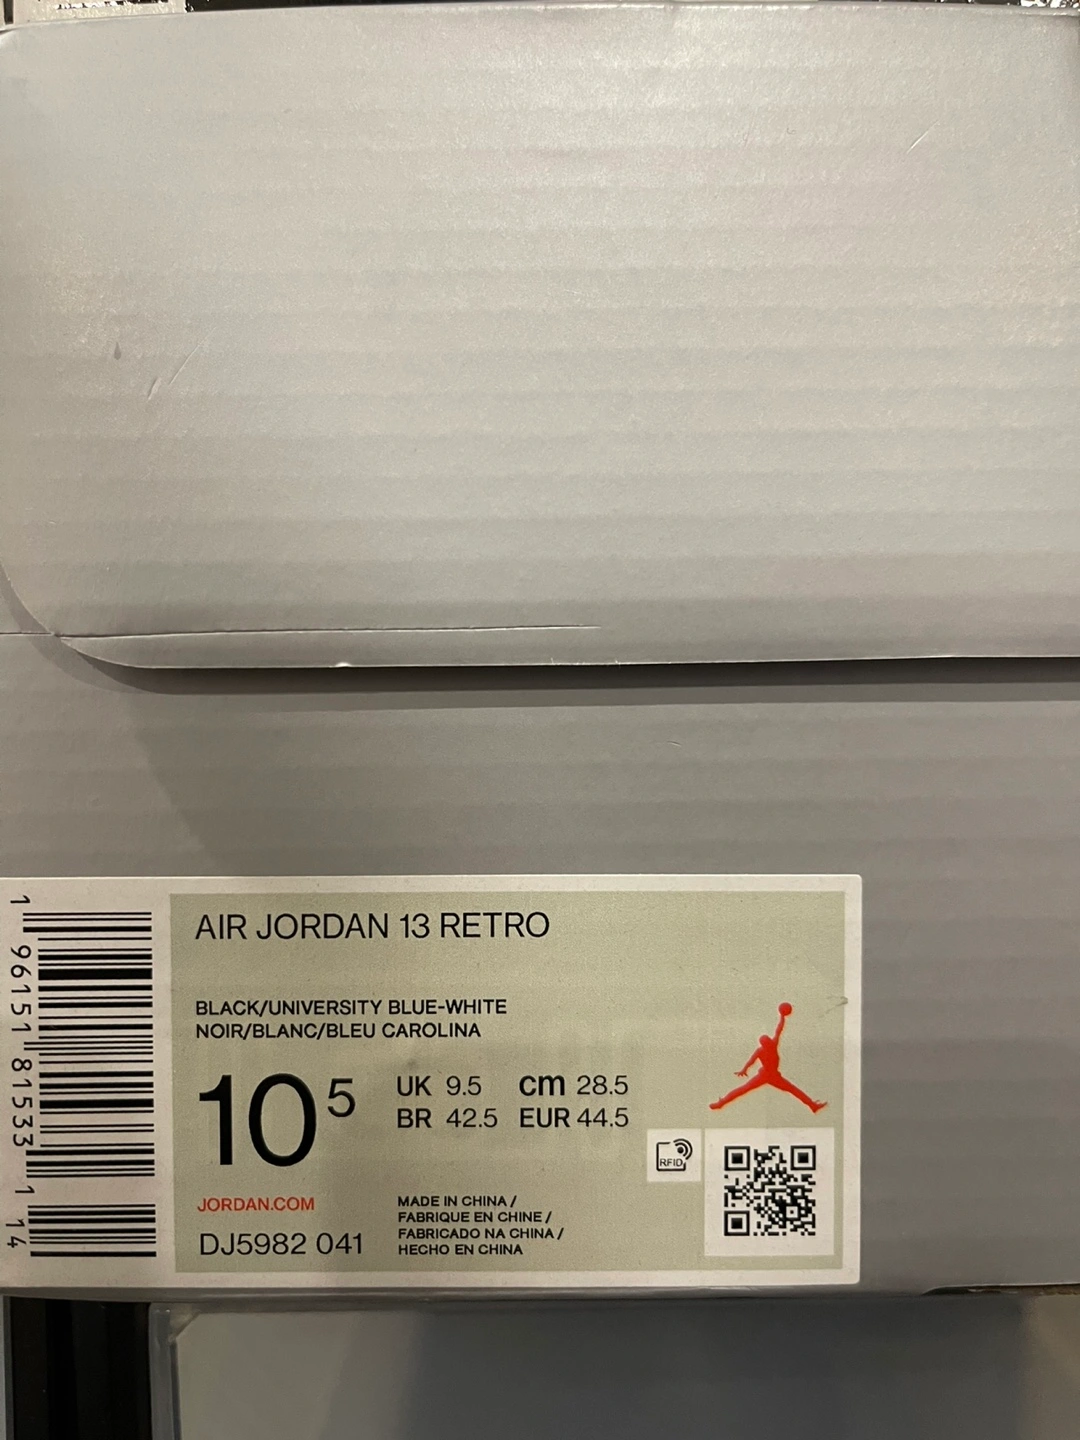 AIR JORDAN 13 RETRO
BLACK/UNIVERSITY BLUE-WHITE
NOIR/BLANC/BLEU CAROLINA
10 5
UK 9.5 cm 28.5
BR 42.5 EUR 44.5
RFID
JORDAN.COM
DJ5982 041
MADE IN CHINA /
FABRIQUE EN CHINE /
FABRICADO NA CHINA /
HECHO EN CHINA
1 96151 81533 1 14